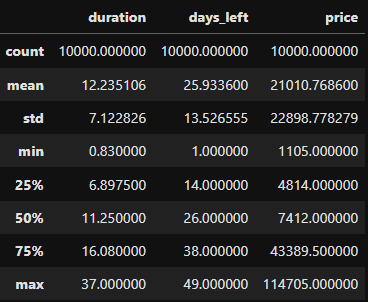 duration days_left price
count 10000.000000 10000.000000 10000.000000
mean 12.235106 25.933600 21010.768600
std 7.122826 13.526555 22898.778279
min 0.830000 1.000000 1105.000000
25% 6.897500 14.000000 4814.000000
50% 11.250000 26.000000 7412.000000
75% 16.080000 38.000000 43389.500000
max 37.000000 49.000000 114705.000000